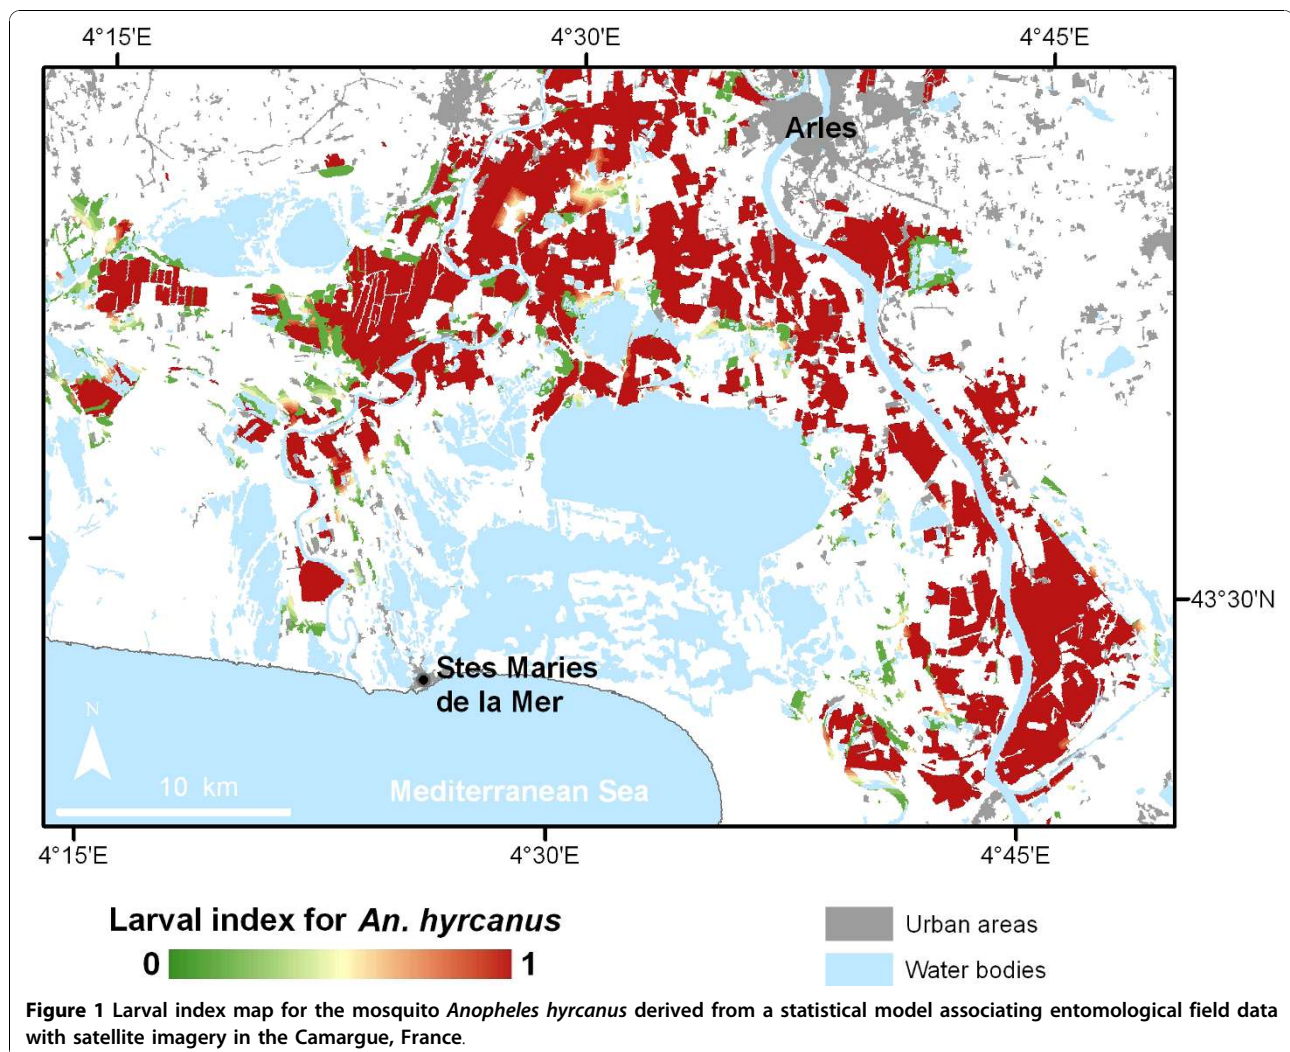 4°15'E 4°30'E 4°45'E
Arles
43°30'N
Stes Maries
de la Mer
N
10 km
Mediterranean Sea
4°15'E 4°30'E 4°45'E
Larval index for An. hyrcanus
0 1
Urban areas
Water bodies
Figure 1 Larval index map for the mosquito Anopheles hyrcanus derived from a statistical model associating entomological field data
with satellite imagery in the Camargue, France.